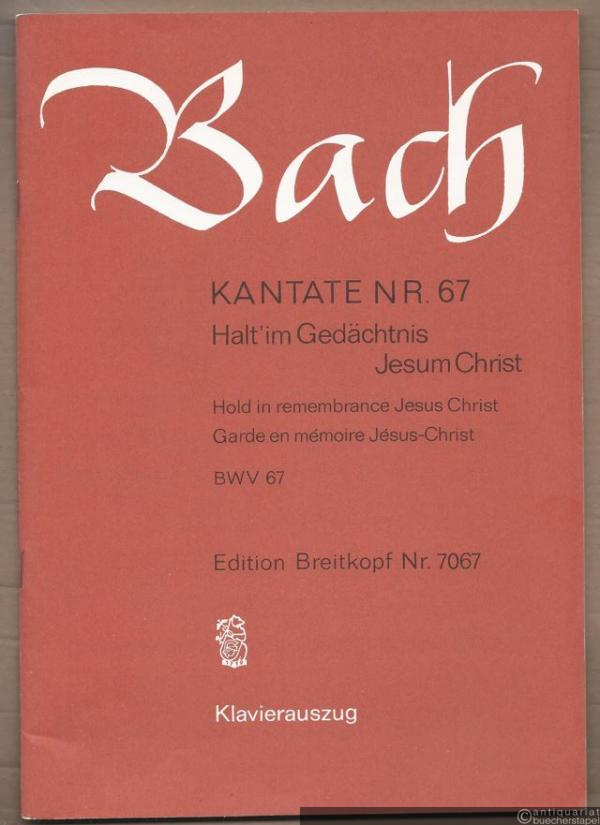 Bach
KANTATE NR. 67
Halt' im Gedächtnis
Jesum Christ
Hold in remembrance Jesus Christ
Garde en mémoire Jésus-Christ
BWV 67
Edition Breitkopf Nr. 7067
1719
Klavierauszug
antiquariat
buecherstapel